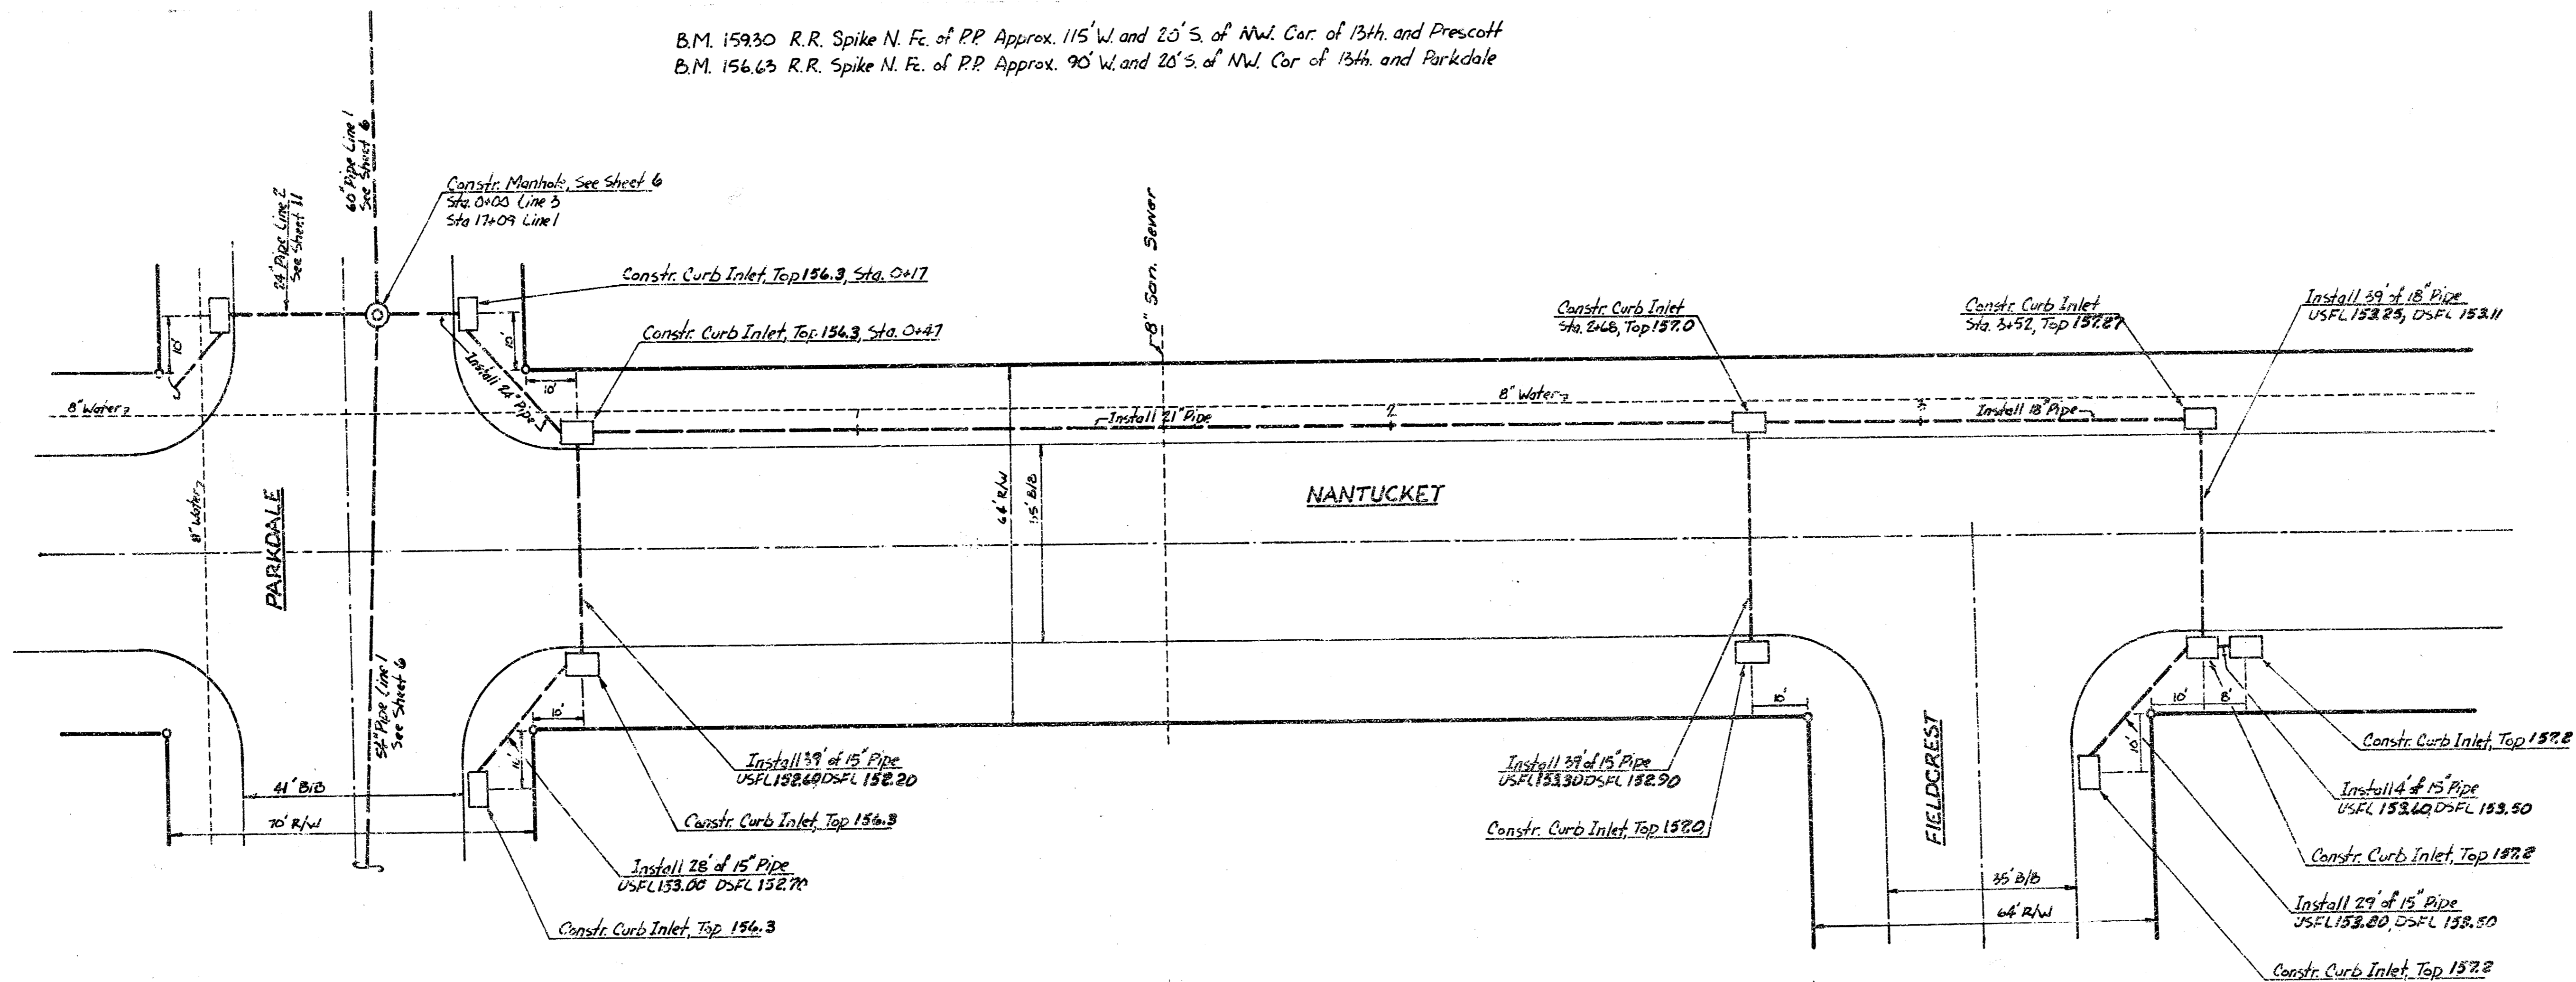 B.M. 159.30 R.R. Spike N. Fc. of P.P. Approx. 115' W. and 20' S. of NW. Cor. of 13th. and Prescott
B.M. 156.63 R.R. Spike N. Fc. of P.P. Approx. 90' W. and 20' S. of NW. Cor of 13th. and Parkdale
60" Pipe Line 1
See Sheet 6
24" Pipe Line 2
See Sheet 11
Constr. Manhole, See Sheet 6
Sta. 0+00 Line 3
Sta 17+09 Line 1
8" San. Sewer
Constr. Curb Inlet, Top 156.3, Sta. 0+17
Constr. Curb Inlet, Top 156.3, Sta. 0+47
Constr. Curb Inlet
Sta. 2+68, Top 157.0
Constr. Curb Inlet
Sta. 3+52, Top 157.27
Install 39' of 18" Pipe
USFL 153.25, DSFL 153.11
10'
10'
10'
Install 24" Pipe
8" Water
8" Water
1
Install 21" Pipe
2
3
Install 18" Pipe
8" Water
PARKDALE
64' R/W
35' B/B
NANTUCKET
54" Pipe Line 1
See Sheet 6
10'
14'
10'
10'
8'
10'
41' B/B
70' R/W
Install 39' of 15" Pipe
USFL 152.60 DSFL 152.20
Constr. Curb Inlet, Top 156.3
Install 28' of 15" Pipe
USFL 153.00 DSFL 152.70
Constr. Curb Inlet, Top 156.3
Install 39' of 15" Pipe
USFL 153.30 DSFL 152.90
Constr. Curb Inlet, Top 157.0
FIELDCREST
35' B/B
64' R/W
Constr. Curb Inlet, Top 157.2
Install 4' of 15" Pipe
USFL 153.60, DSFL 153.50
Constr. Curb Inlet, Top 157.2
Install 29' of 15" Pipe
USFL 153.80, DSFL 153.50
Constr. Curb Inlet, Top 157.2